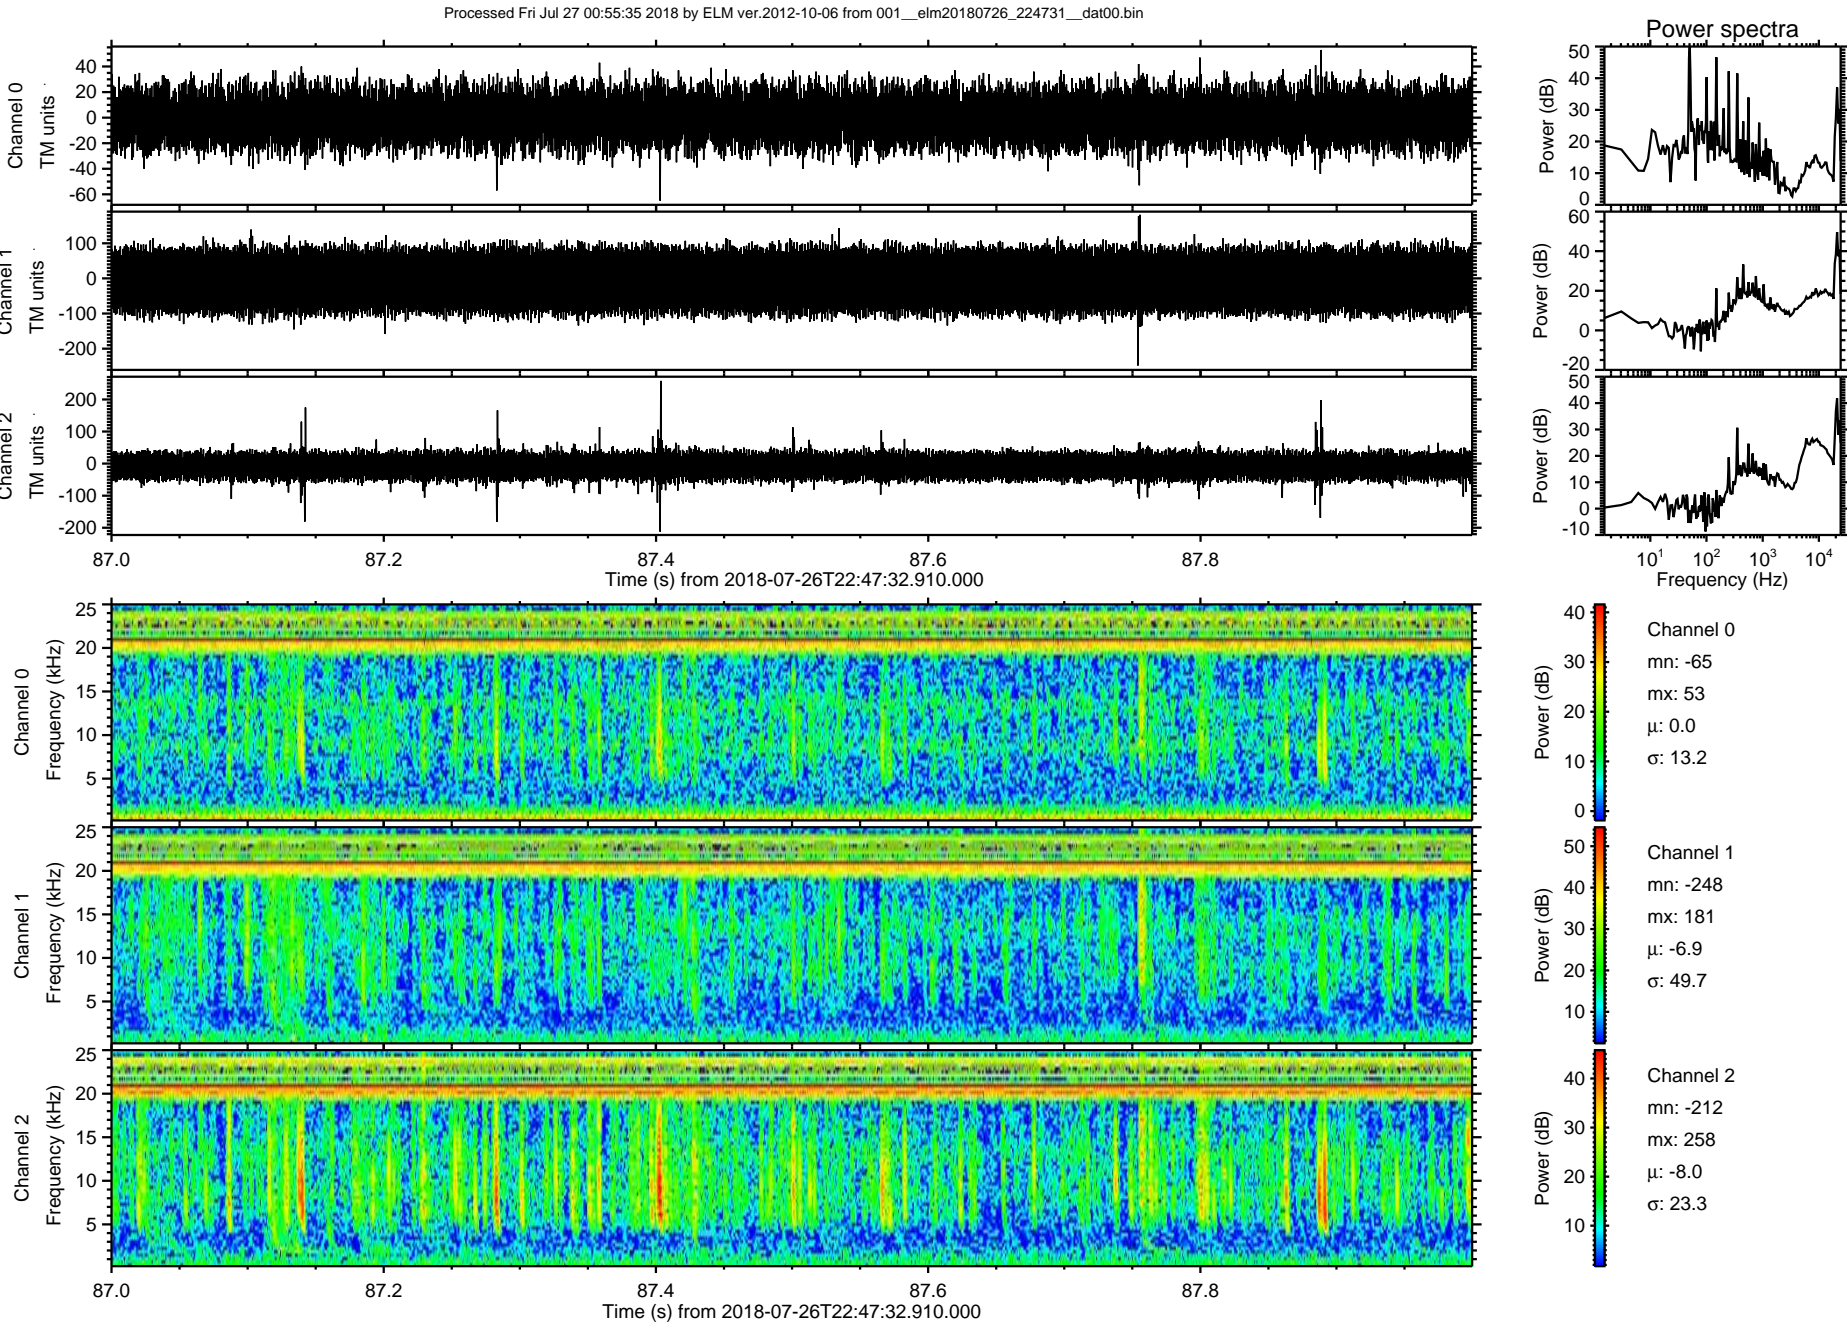 Processed Fri Jul 27 00:55:35 2018 by ELM ver.2012-10-06 from 001__elm20180726_224731__dat00.bin
Power spectra
Channel 0
TM units
40
20
0
-20
-40
-60
Power (dB)
50
40
30
20
10
0
Channel 1
TM units
100
0
-100
-200
Power (dB)
60
40
20
0
-20
Channel 2
TM units
200
100
0
-100
-200
Power (dB)
50
40
30
20
10
0
-10
87.0 87.2 87.4 87.6 87.8
Time (s) from 2018-07-26T22:47:32.910.000
10^1 10^2 10^3 10^4
Frequency (Hz)
Channel 0
Frequency (kHz)
25
20
15
10
5
Power (dB)
40
30
20
10
0
Channel 0
mn: -65
mx: 53
μ: 0.0
σ: 13.2
Channel 1
Frequency (kHz)
25
20
15
10
5
Power (dB)
50
40
30
20
10
Channel 1
mn: -248
mx: 181
μ: -6.9
σ: 49.7
Channel 2
Frequency (kHz)
25
20
15
10
5
Power (dB)
40
30
20
10
Channel 2
mn: -212
mx: 258
μ: -8.0
σ: 23.3
87.0 87.2 87.4 87.6 87.8
Time (s) from 2018-07-26T22:47:32.910.000